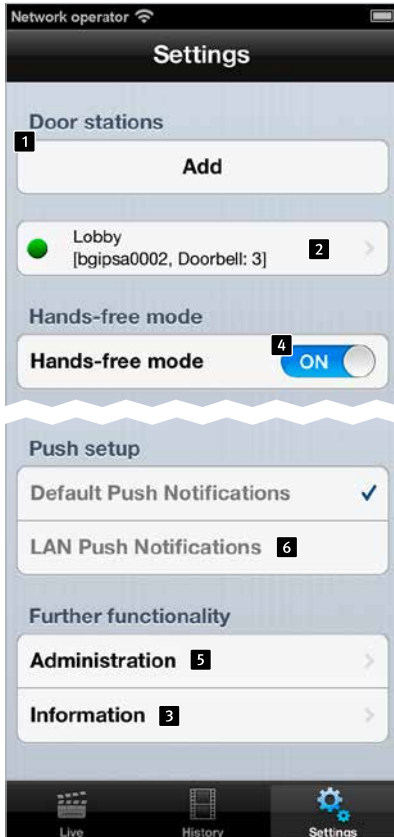 Network operator
Settings
Door stations
1
Add
Lobby
[bgipsa0002, Doorbell: 3]
2
Hands-free mode
4
Hands-free mode
ON
Push setup
Default Push Notifications
LAN Push Notifications 6
Further functionality
Administration 5
Information 3
Live History Settings